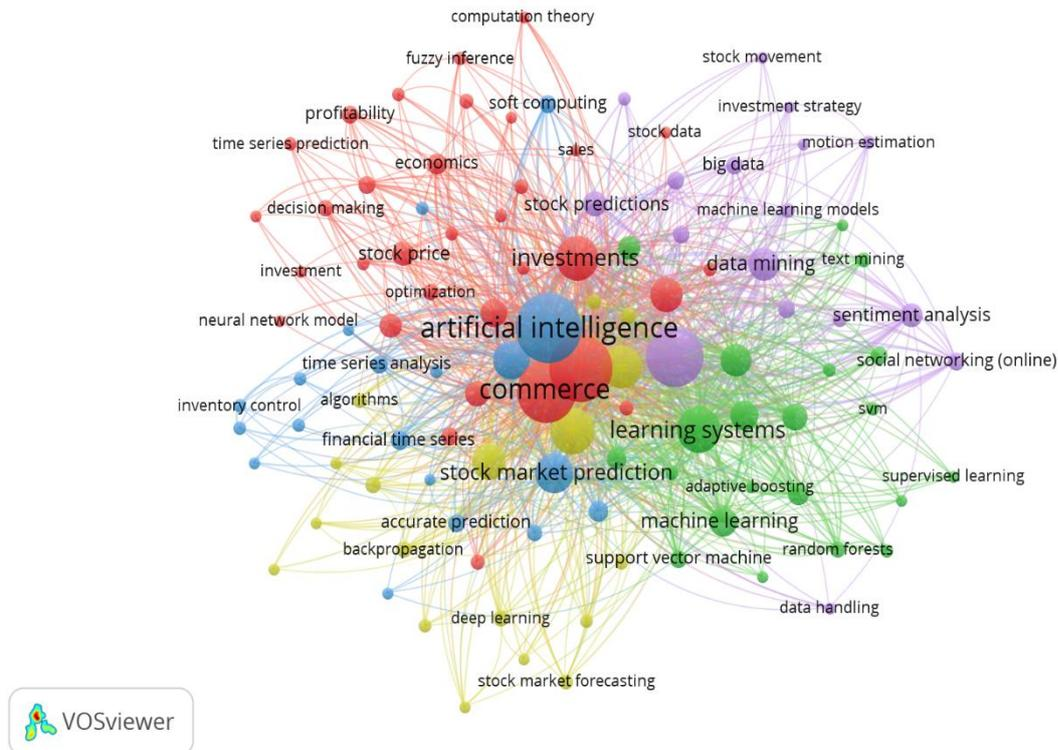 computation theory
fuzzy inference
stock movement
soft computing
investment strategy
profitability
stock data
time series prediction
motion estimation
sales
economics
big data
stock predictions
decision making
machine learning models
stock price
investments
data mining
text mining
investment
optimization
sentiment analysis
neural network model
artificial intelligence
time series analysis
social networking (online)
commerce
algorithms
inventory control
svm
learning systems
financial time series
stock market prediction
supervised learning
adaptive boosting
accurate prediction
machine learning
backpropagation
random forests
support vector machine
data handling
deep learning
stock market forecasting
VOSviewer